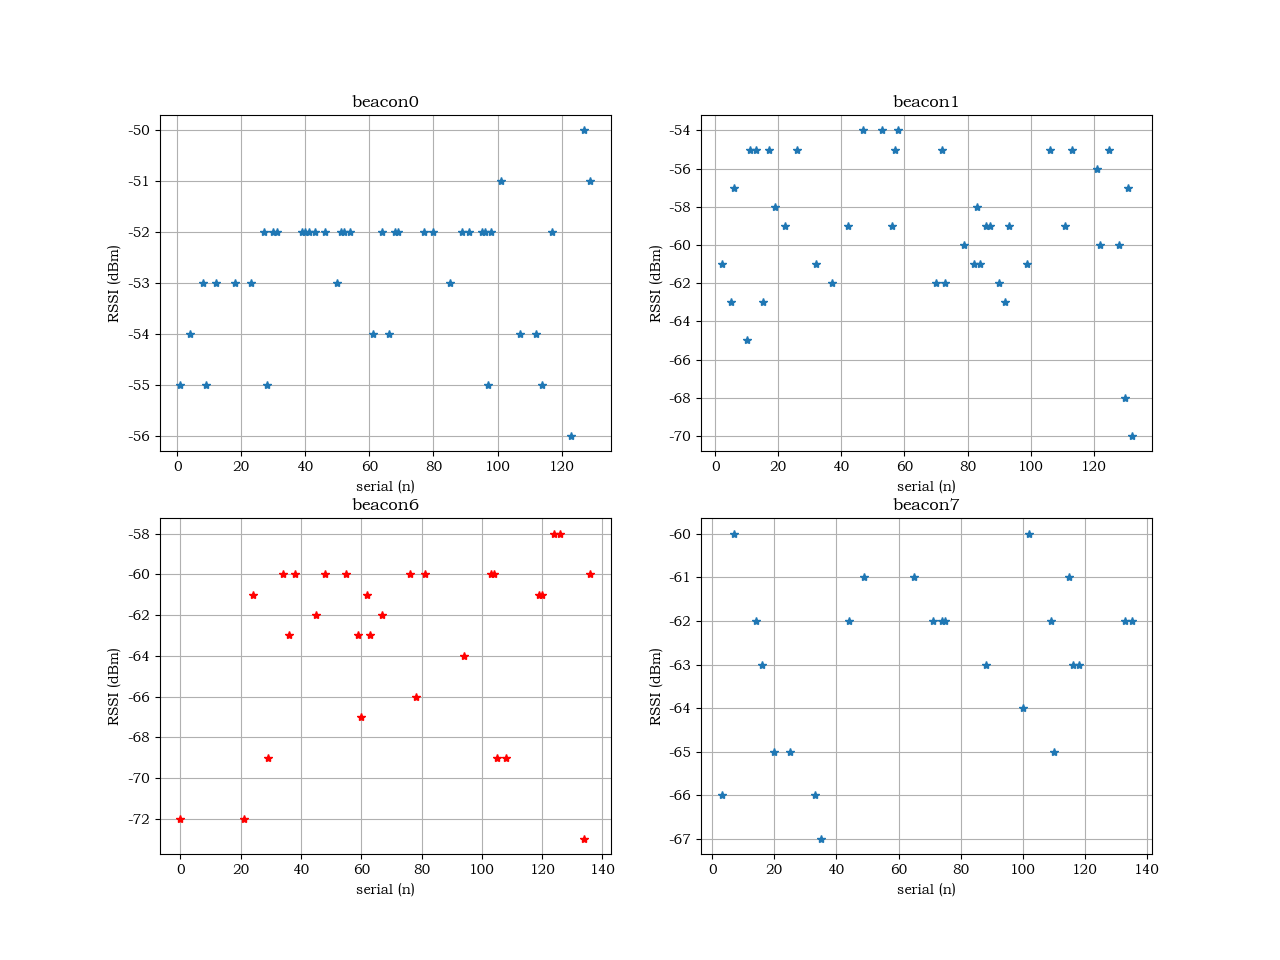 beacon0
-50
-51
-52
-53
-54
-55
-56
RSSI (dBm)
0 20 40 60 80 100 120
serial (n)
beacon1
-54
-56
-58
-60
-62
-64
-66
-68
-70
RSSI (dBm)
0 20 40 60 80 100 120
serial (n)
beacon6
-58
-60
-62
-64
-66
-68
-70
-72
RSSI (dBm)
0 20 40 60 80 100 120 140
serial (n)
beacon7
-60
-61
-62
-63
-64
-65
-66
-67
RSSI (dBm)
0 20 40 60 80 100 120 140
serial (n)